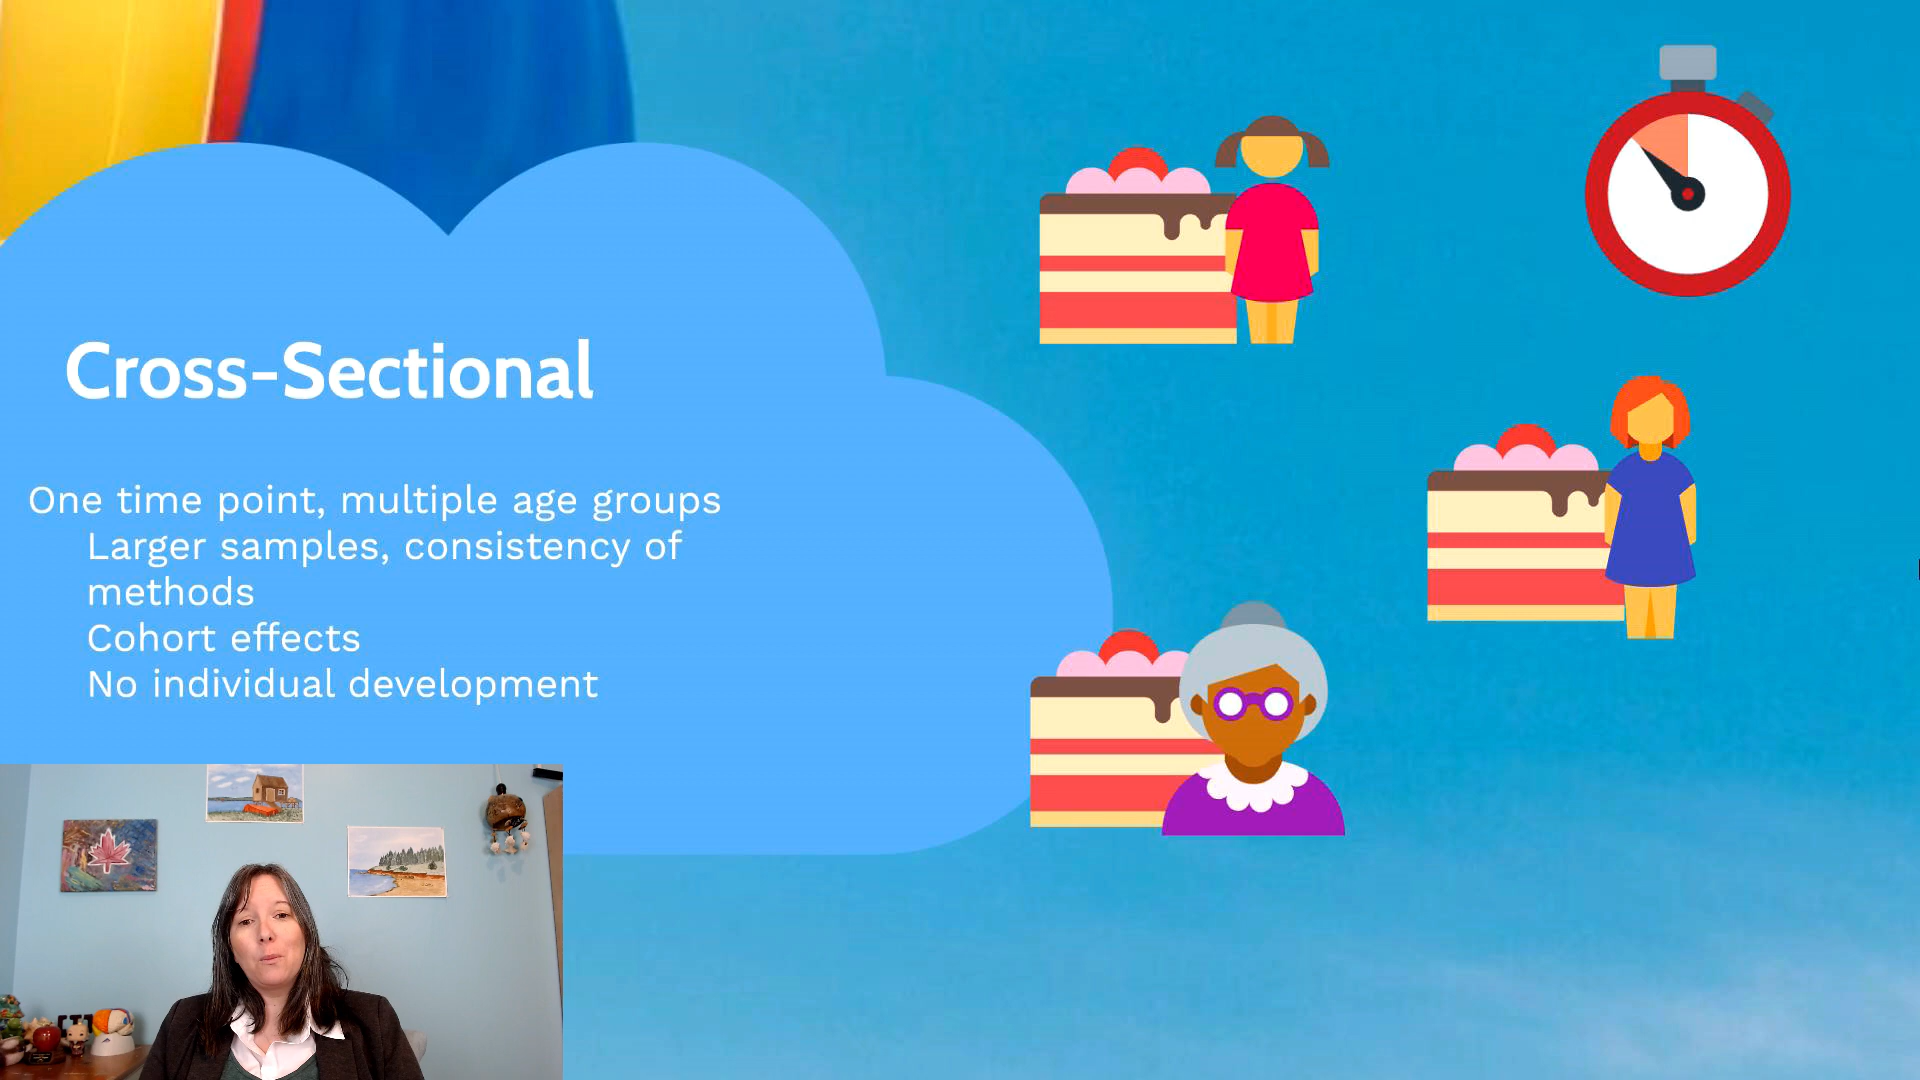 Cross-Sectional
One time point, multiple age groups
Larger samples, consistency of
methods
Cohort effects
No individual development